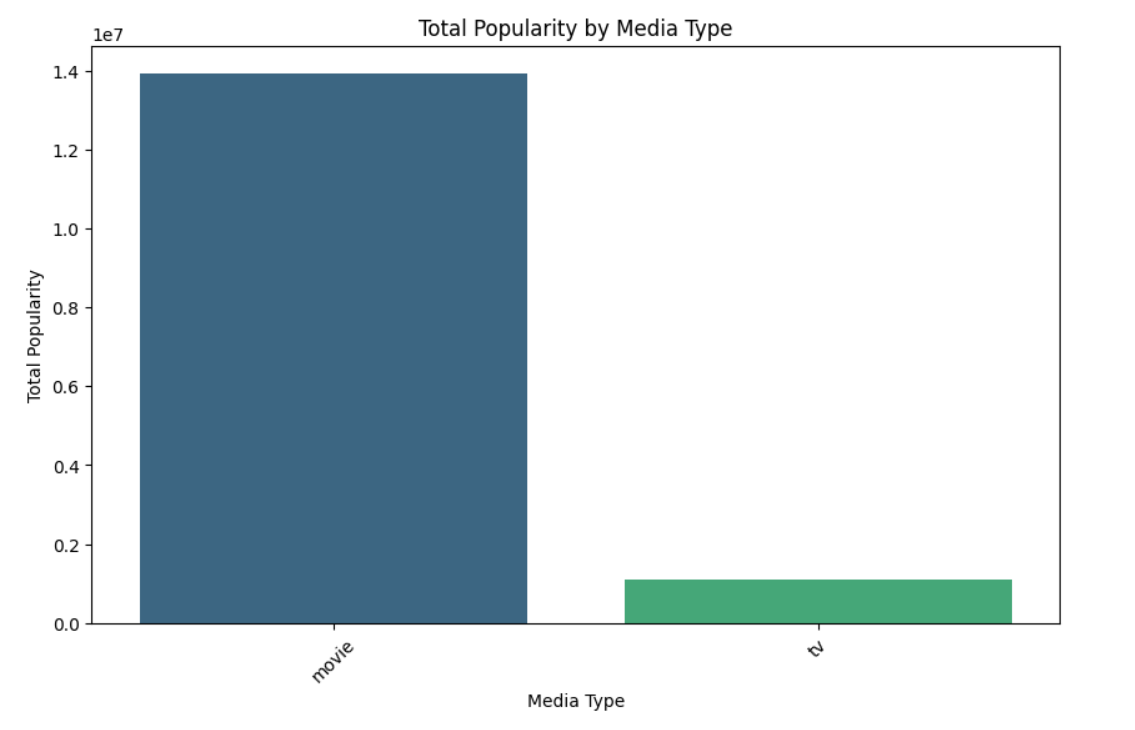 Total Popularity by Media Type
1e7
1.4
1.2
1.0
0.8
0.6
0.4
0.2
0.0
Total Popularity
movie
tv
Media Type